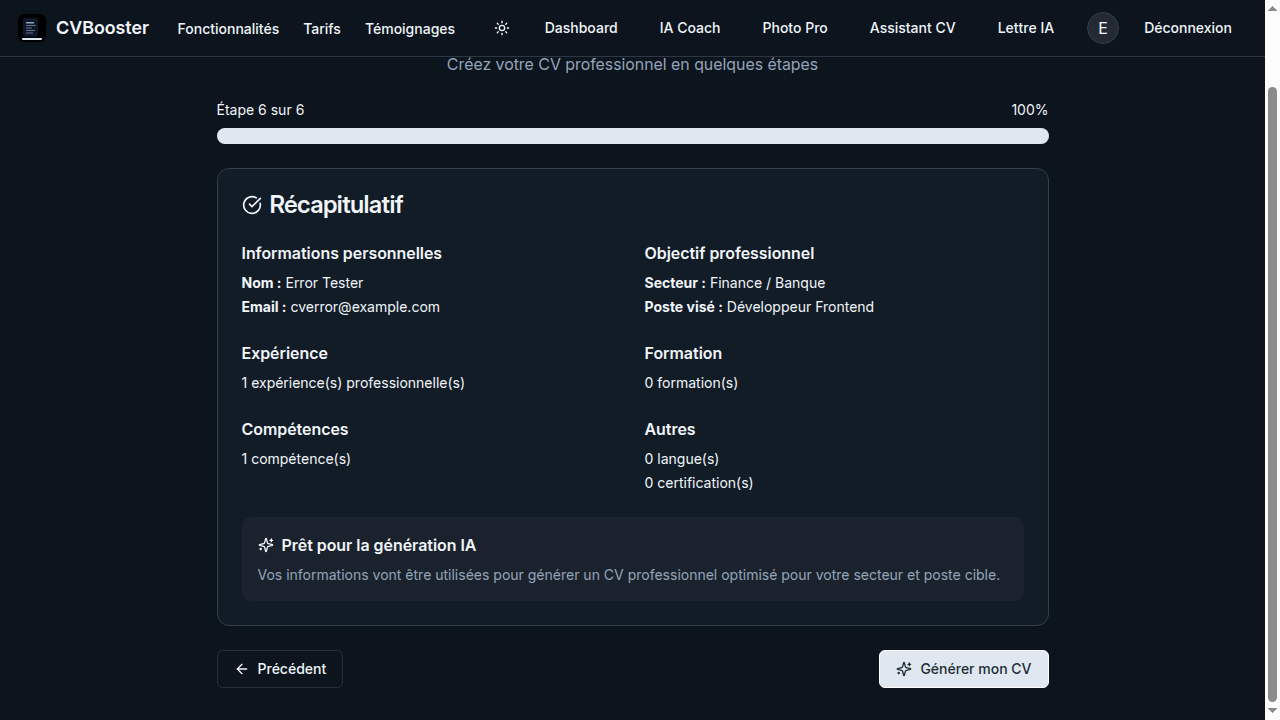 CVBooster
Fonctionnalités
Tarifs
Témoignages
Dashboard
IA Coach
Photo Pro
Assistant CV
Lettre IA
E
Déconnexion
Créez votre CV professionnel en quelques étapes
Étape 6 sur 6
100%
Récapitulatif
Informations personnelles
Nom : Error Tester
Email : cverror@example.com
Objectif professionnel
Secteur : Finance / Banque
Poste visé : Développeur Frontend
Expérience
1 expérience(s) professionnelle(s)
Formation
0 formation(s)
Compétences
1 compétence(s)
Autres
0 langue(s)
0 certification(s)
Prêt pour la génération IA
Vos informations vont être utilisées pour générer un CV professionnel optimisé pour votre secteur et poste cible.
Précédent
Générer mon CV